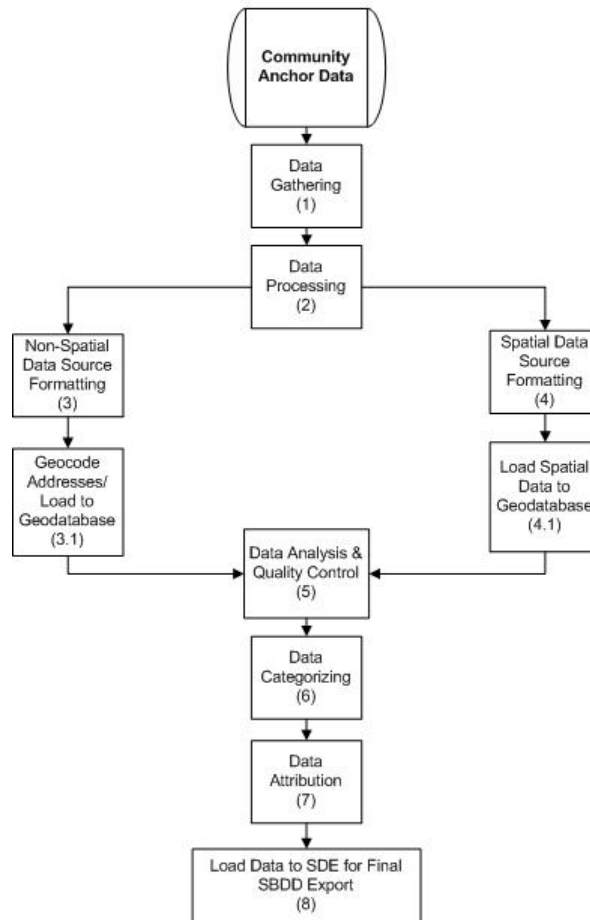 Community
Anchor Data
Data
Gathering
(1)
Data
Processing
(2)
Non-Spatial
Data Source
Formatting
(3)
Spatial Data
Source
Formatting
(4)
Geocode
Addresses/
Load to
Geodatabase
(3.1)
Load Spatial
Data to
Geodatabase
(4.1)
Data Analysis &
Quality Control
(5)
Data
Categorizing
(6)
Data
Attribution
(7)
Load Data to SDE for Final
SBDD Export
(8)